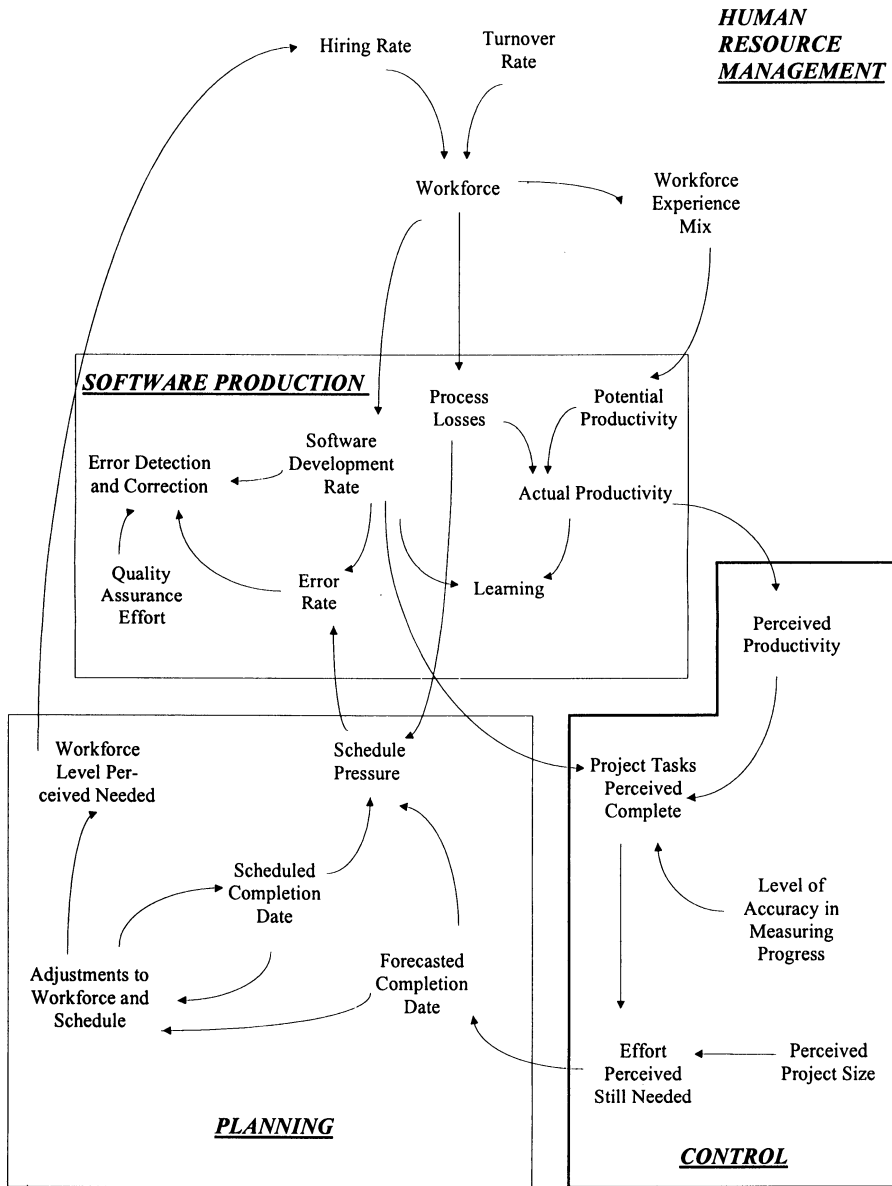 HUMAN
RESOURCE
MANAGEMENT
Hiring Rate
Turnover
Rate
Workforce
Workforce
Experience
Mix
SOFTWARE PRODUCTION
Process
Losses
Potential
Productivity
Software
Development
Rate
Error Detection
and Correction
Actual Productivity
Quality
Assurance
Effort
Error
Rate
Learning
Perceived
Productivity
Workforce
Level Per-
ceived Needed
Schedule
Pressure
Project Tasks
Perceived
Complete
Scheduled
Completion
Date
Level of
Accuracy in
Measuring
Progress
Adjustments to
Workforce and
Schedule
Forecasted
Completion
Date
Effort
Perceived
Still Needed
Perceived
Project Size
PLANNING
CONTROL